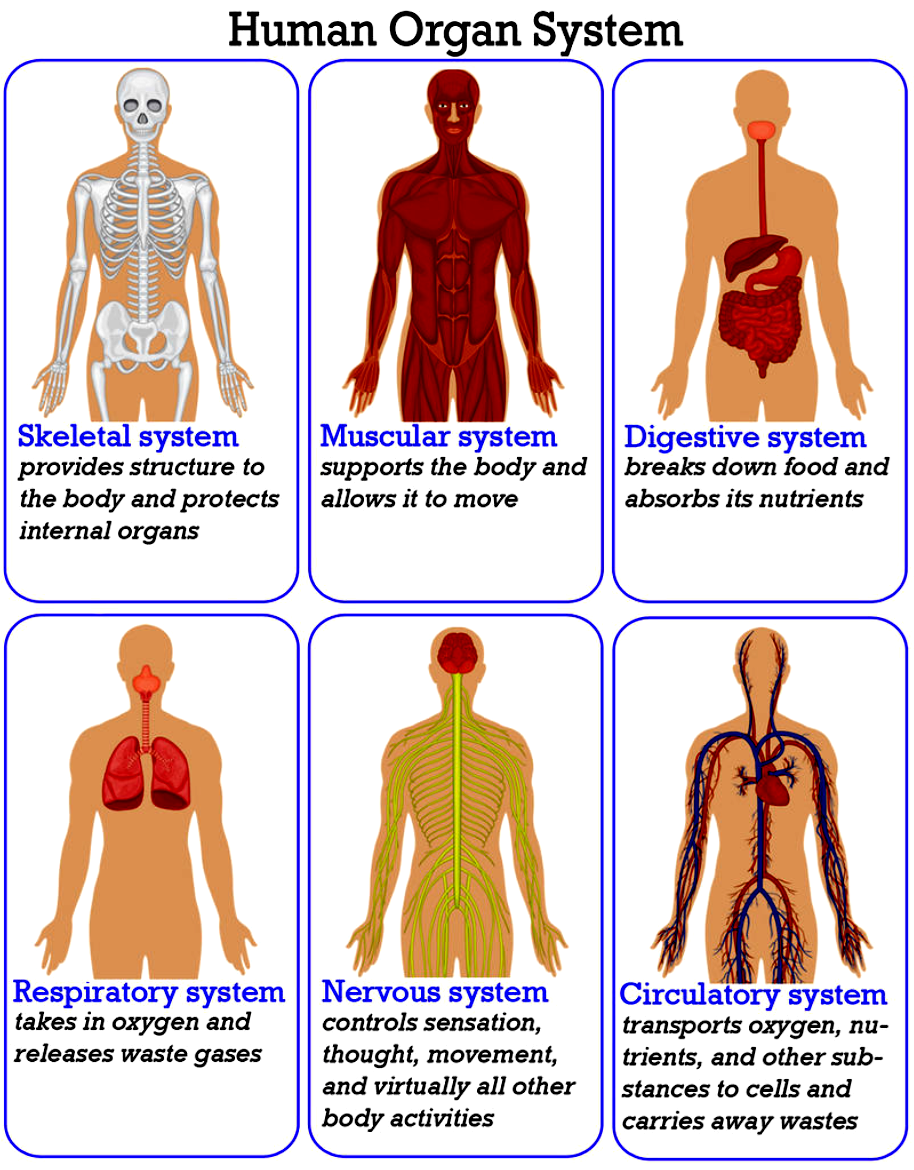 Human Organ System
Skeletal system
provides structure to
the body and protects
internal organs
Muscular system
supports the body and
allows it to move
Digestive system
breaks down food and
absorbs its nutrients
Respiratory system
takes in oxygen and
releases waste gases
Nervous system
controls sensation,
thought, movement,
and virtually all other
body activities
Circulatory system
transports oxygen, nu-
trients, and other sub-
stances to cells and
carries away wastes